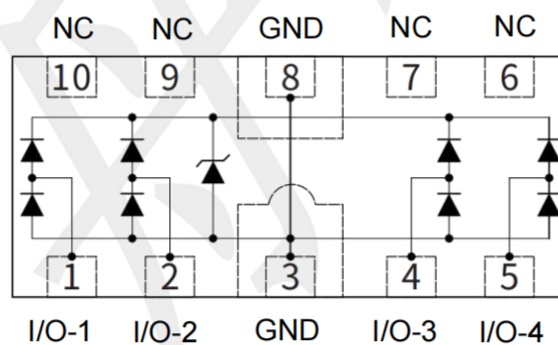 NC NC GND NC NC
10 9 8 7 6
1 2 3 4 5
I/O-1 I/O-2 GND I/O-3 I/O-4